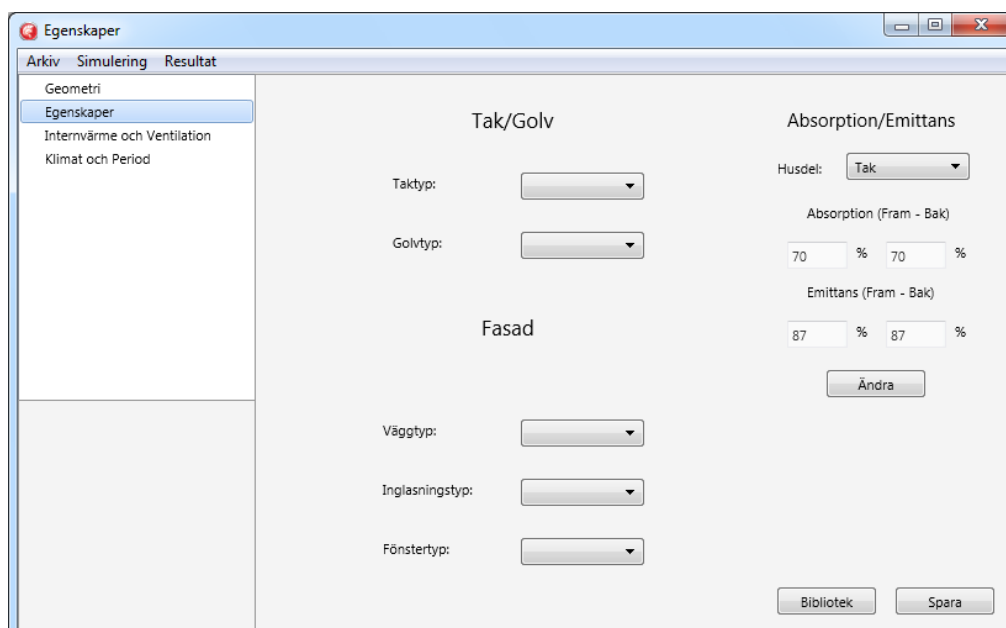 Egenskaper
Arkiv Simulering Resultat
Geometri
Egenskaper
Internvärme och Ventilation
Klimat och Period
Tak/Golv
Taktyp:
Golvtyp:
Fasad
Väggtyp:
Inglasningstyp:
Fönstertyp:
Absorption/Emittans
Husdel: Tak
Absorption (Fram - Bak)
70 % 70 %
Emittans (Fram - Bak)
87 % 87 %
Ändra
Bibliotek Spara